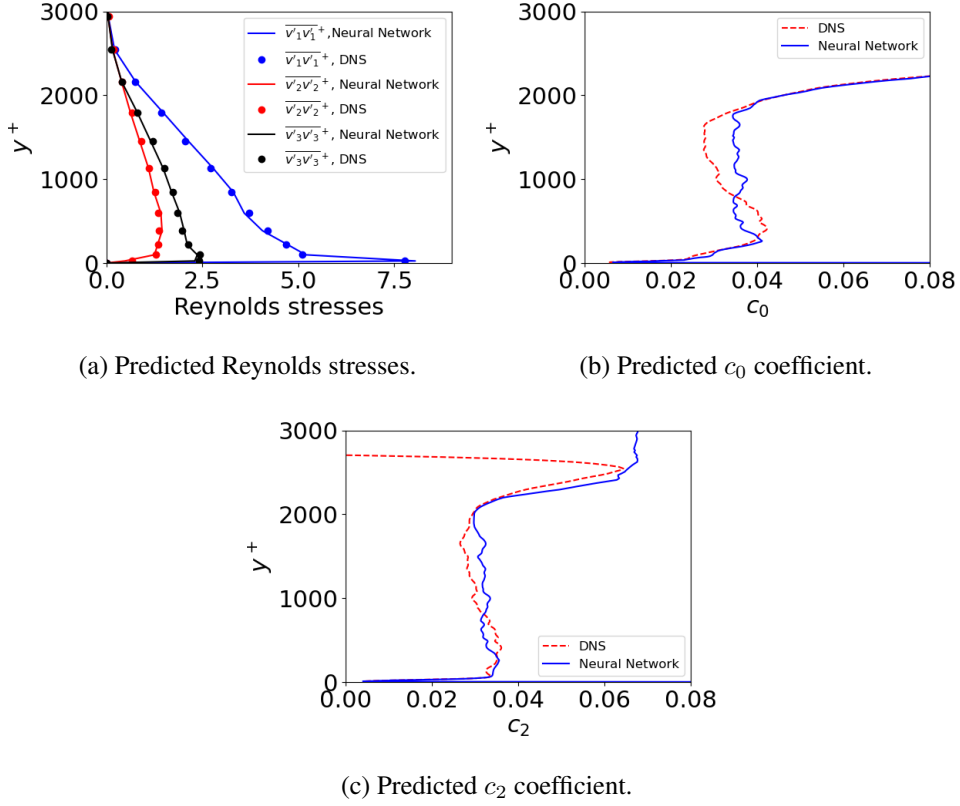 3000
2000
1000
0
y⁺
0.0
2.5
5.0
7.5
Reynolds stresses
v'₁v'₁⁺,Neural Network
v'₁v'₁⁺, DNS
v'₂v'₂⁺, Neural Network
v'₂v'₂⁺, DNS
v'₃v'₃⁺, Neural Network
v'₃v'₃⁺, DNS
(a) Predicted Reynolds stresses.
3000
2000
1000
0
y⁺
0.00
0.02
0.04
0.06
0.08
c₀
DNS
Neural Network
(b) Predicted c₀ coefficient.
3000
2000
1000
0
y⁺
0.00
0.02
0.04
0.06
0.08
c₂
DNS
Neural Network
(c) Predicted c₂ coefficient.